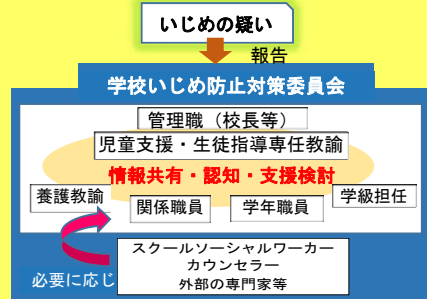 いじめの疑い
報告
学校いじめ防止対策委員会
管理職（校長等）
児童支援・生徒指導専任教諭
情報共有・認知・支援検討
養護教諭
関係職員
学年職員
学級担任
スクールソーシャルワーカー
カウンセラー
外部の専門家等
必要に応じ